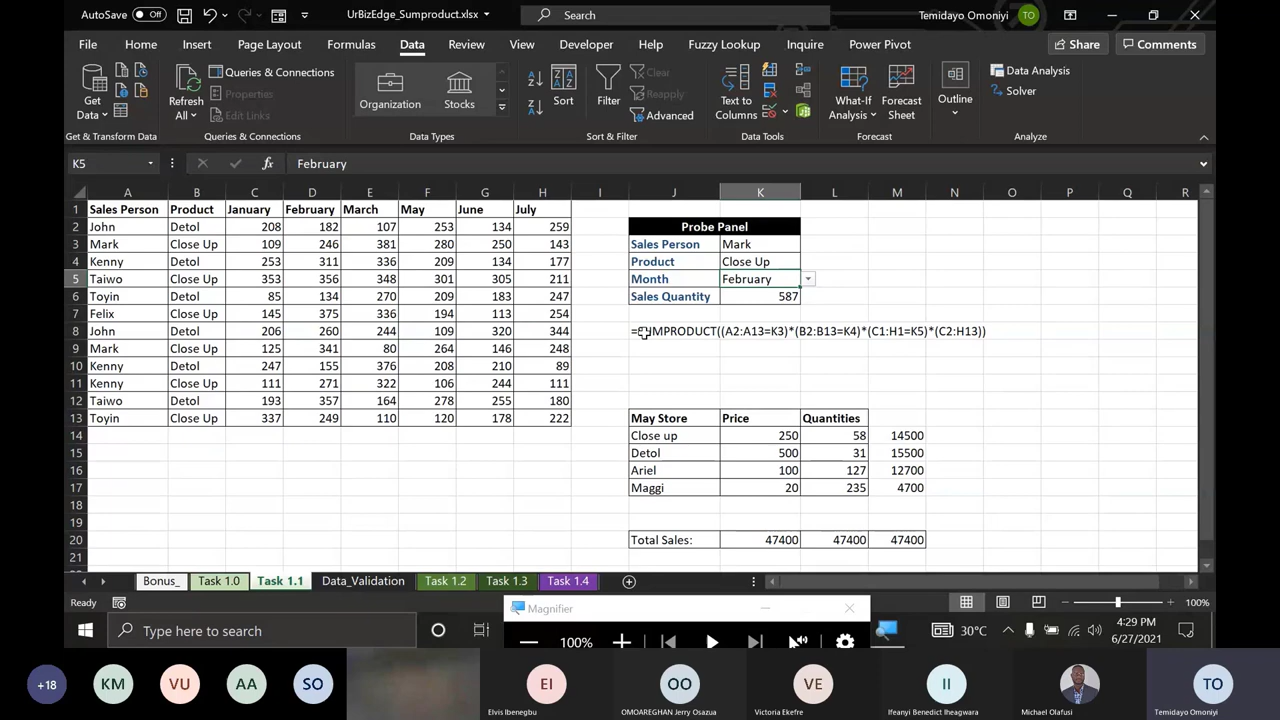 AutoSave Off UrBizEdge_Sumproduct.xlsx Search Temidayo Omoniyi TO
File Home Insert Page Layout Formulas Data Review View Developer Help Fuzzy Lookup Inquire Power Pivot Share Comments
Get Data Refresh All Queries & Connections Properties Edit Links Organization Stocks Sort Filter Clear Reapply Advanced Text to Columns What-If Analysis Forecast Sheet Outline Data Analysis Solver
Get & Transform Data Queries & Connections Data Types Sort & Filter Data Tools Forecast Analyze
K5 fx February
A B C D E F G H I J K L M N O P Q R
1 Sales Person Product January February March May June July
2 John Detol 208 182 107 253 134 259 Probe Panel
3 Mark Close Up 109 246 381 280 250 143 Sales Person Mark
4 Kenny Detol 253 311 336 209 134 177 Product Close Up
5 Taiwo Close Up 353 356 348 301 305 211 Month February
6 Toyin Detol 85 134 270 209 183 247 Sales Quantity 587
7 Felix Close Up 145 375 336 194 113 254
8 John Detol 206 260 244 109 320 344 =SUMPRODUCT((A2:A13=K3)*(B2:B13=K4)*(C1:H1=K5)*(C2:H13))
9 Mark Close Up 125 341 80 264 146 248
10 Kenny Detol 247 155 376 208 210 89
11 Kenny Close Up 111 271 322 106 244 111
12 Taiwo Detol 193 357 164 278 255 180
13 Toyin Close Up 337 249 110 120 178 222 May Store Price Quantities
14 Close up 250 58 14500
15 Detol 500 31 15500
16 Ariel 100 127 12700
17 Maggi 20 235 4700
18
19
20 Total Sales: 47400 47400 47400
21
Bonus_ Task 1.0 Task 1.1 Data_Validation Task 1.2 Task 1.3 Task 1.4
Ready 100%
Magnifier
100%
Type here to search 30°C 4:29 PM
6/27/2021
+18 KM VU AA SO EI OO VE II TO
Elvis Ibenegbu OMOAREGHAN Jerry Osazua Victoria Ekefre Ifeanyi Benedict Iheagwara Michael Olafusi Temidayo Omoniyi